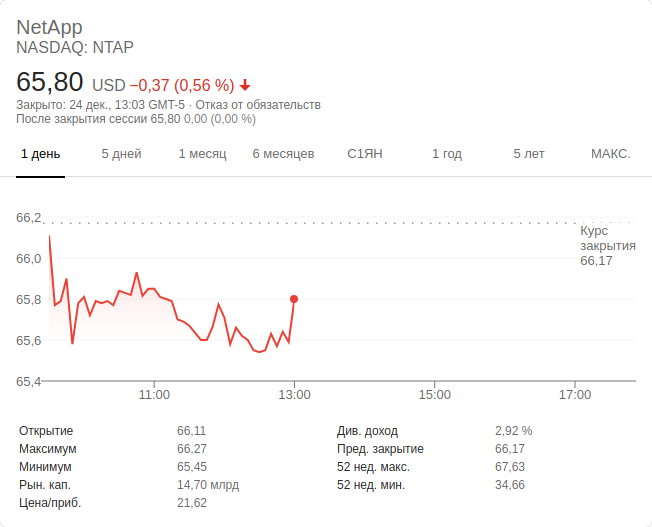 NetApp
NASDAQ: NTAP
65,80 USD −0,37 (0,56 %)
Закрыто: 24 дек., 13:03 GMT-5 · Отказ от обязательств
После закрытия сессии 65,80 0,00 (0,00 %)
1 день 5 дней 1 месяц 6 месяцев С1ЯН 1 год 5 лет МАКС.
66,2
Курс
закрытия
66,17
66,0
65,8
65,6
65,4
11:00 13:00 15:00 17:00
Открытие 66,11 Див. доход 2,92 %
Максимум 66,27 Пред. закрытие 66,17
Минимум 65,45 52 нед. макс. 67,63
Рын. кап. 14,70 млрд 52 нед. мин. 34,66
Цена/приб. 21,62